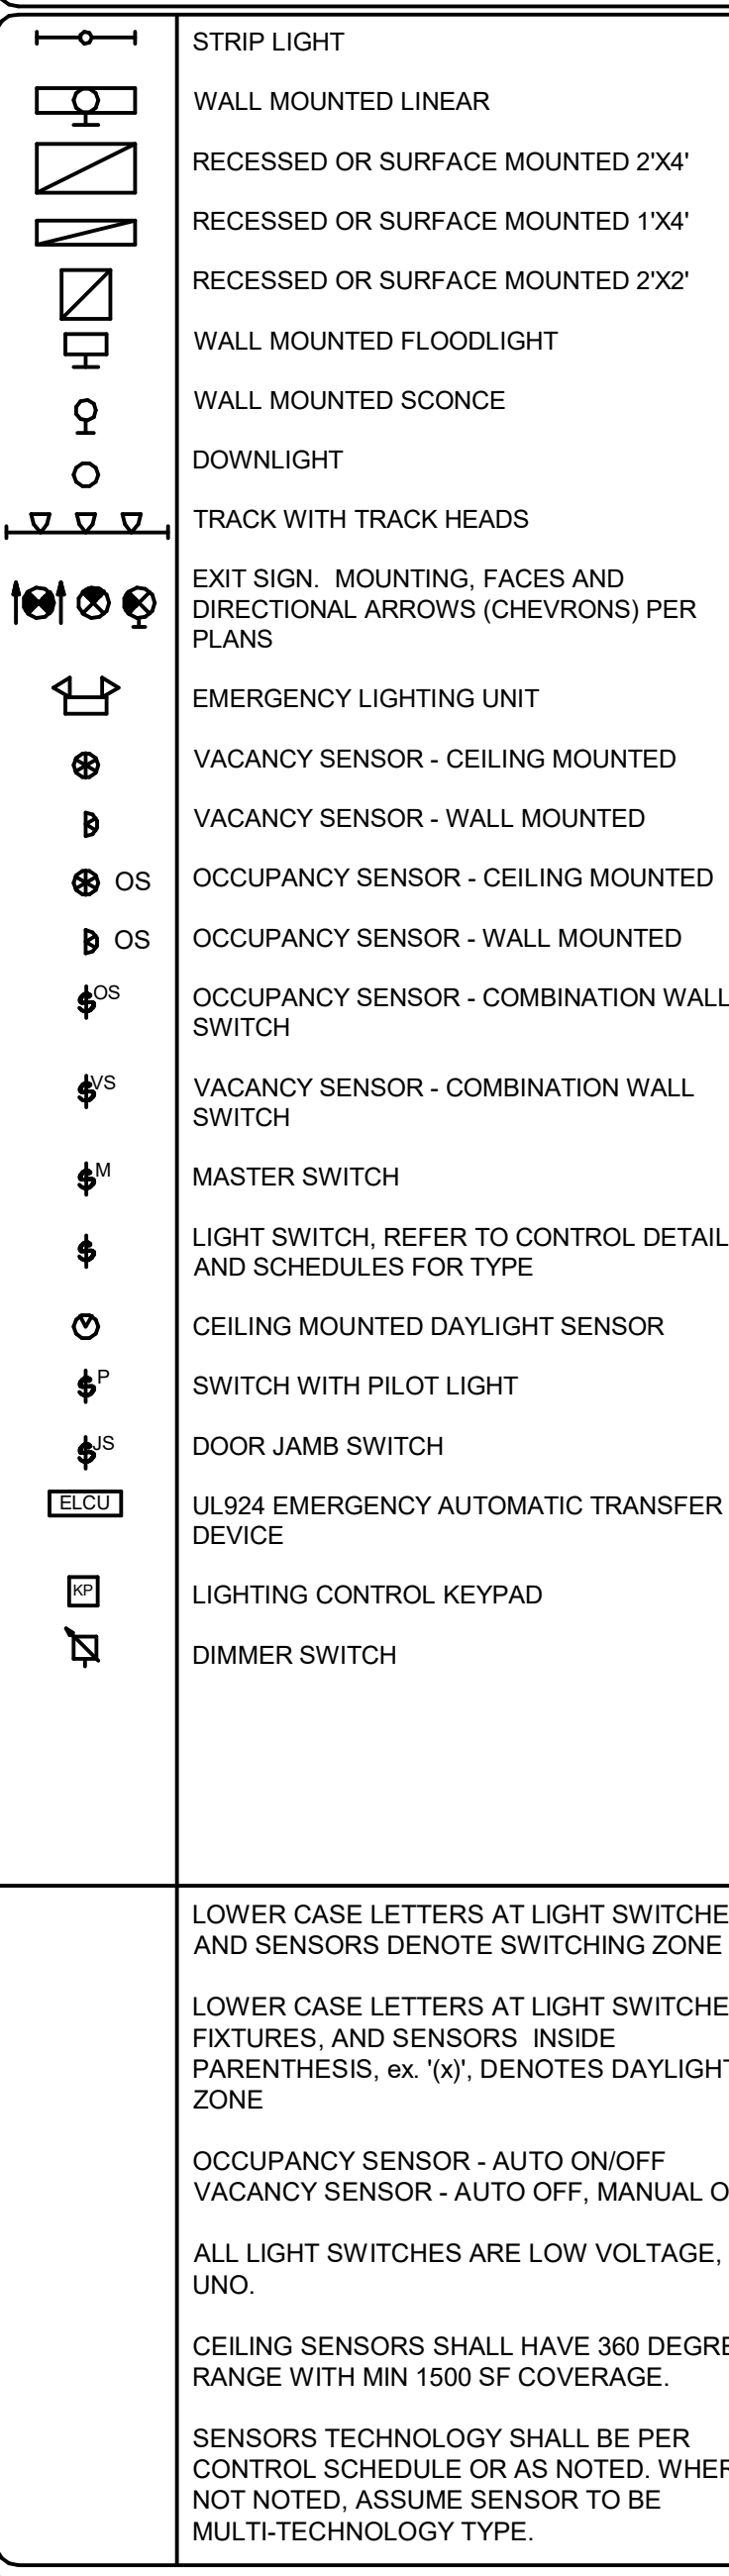 STRIP LIGHT
WALL MOUNTED LINEAR
RECESSED OR SURFACE MOUNTED 2'X4'
RECESSED OR SURFACE MOUNTED 1'X4'
RECESSED OR SURFACE MOUNTED 2'X2'
WALL MOUNTED FLOODLIGHT
WALL MOUNTED SCONCE
DOWNLIGHT
TRACK WITH TRACK HEADS
EXIT SIGN. MOUNTING, FACES AND
DIRECTIONAL ARROWS (CHEVRONS) PER
PLANS
EMERGENCY LIGHTING UNIT
VACANCY SENSOR - CEILING MOUNTED
VACANCY SENSOR - WALL MOUNTED
OS OCCUPANCY SENSOR - CEILING MOUNTED
OS OCCUPANCY SENSOR - WALL MOUNTED
$OS OCCUPANCY SENSOR - COMBINATION WALL
SWITCH
$VS VACANCY SENSOR - COMBINATION WALL
SWITCH
$M MASTER SWITCH
$ LIGHT SWITCH, REFER TO CONTROL DETAIL
AND SCHEDULES FOR TYPE
CEILING MOUNTED DAYLIGHT SENSOR
$P SWITCH WITH PILOT LIGHT
$JS DOOR JAMB SWITCH
ELCU UL924 EMERGENCY AUTOMATIC TRANSFER
DEVICE
KP LIGHTING CONTROL KEYPAD
DIMMER SWITCH
LOWER CASE LETTERS AT LIGHT SWITCHE
AND SENSORS DENOTE SWITCHING ZONE
LOWER CASE LETTERS AT LIGHT SWITCHE
FIXTURES, AND SENSORS INSIDE
PARENTHESIS, ex. '(x)', DENOTES DAYLIGHT
ZONE
OCCUPANCY SENSOR - AUTO ON/OFF
VACANCY SENSOR - AUTO OFF, MANUAL O
ALL LIGHT SWITCHES ARE LOW VOLTAGE,
UNO.
CEILING SENSORS SHALL HAVE 360 DEGRE
RANGE WITH MIN 1500 SF COVERAGE.
SENSORS TECHNOLOGY SHALL BE PER
CONTROL SCHEDULE OR AS NOTED. WHER
NOT NOTED, ASSUME SENSOR TO BE
MULTI-TECHNOLOGY TYPE.